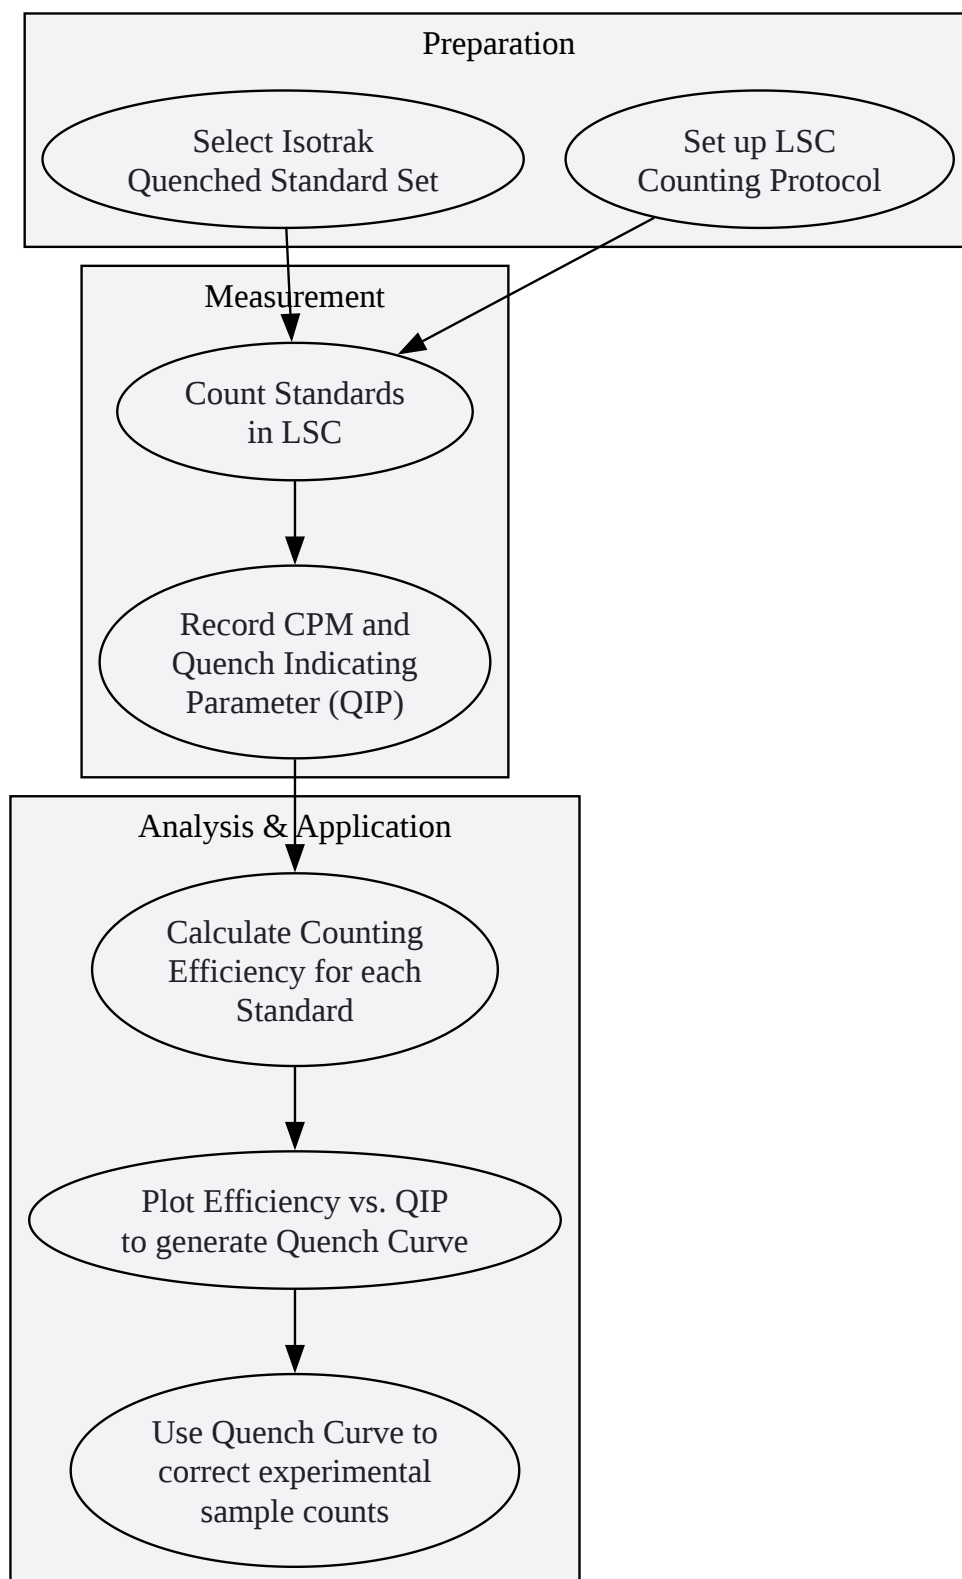 Preparation
Select Isotrak
Quenched Standard Set
Set up LSC
Counting Protocol
Measurement
Count Standards
in LSC
Record CPM and
Quench Indicating
Parameter (QIP)
Analysis & Application
Calculate Counting
Efficiency for each
Standard
Plot Efficiency vs. QIP
to generate Quench Curve
Use Quench Curve to
correct experimental
sample counts